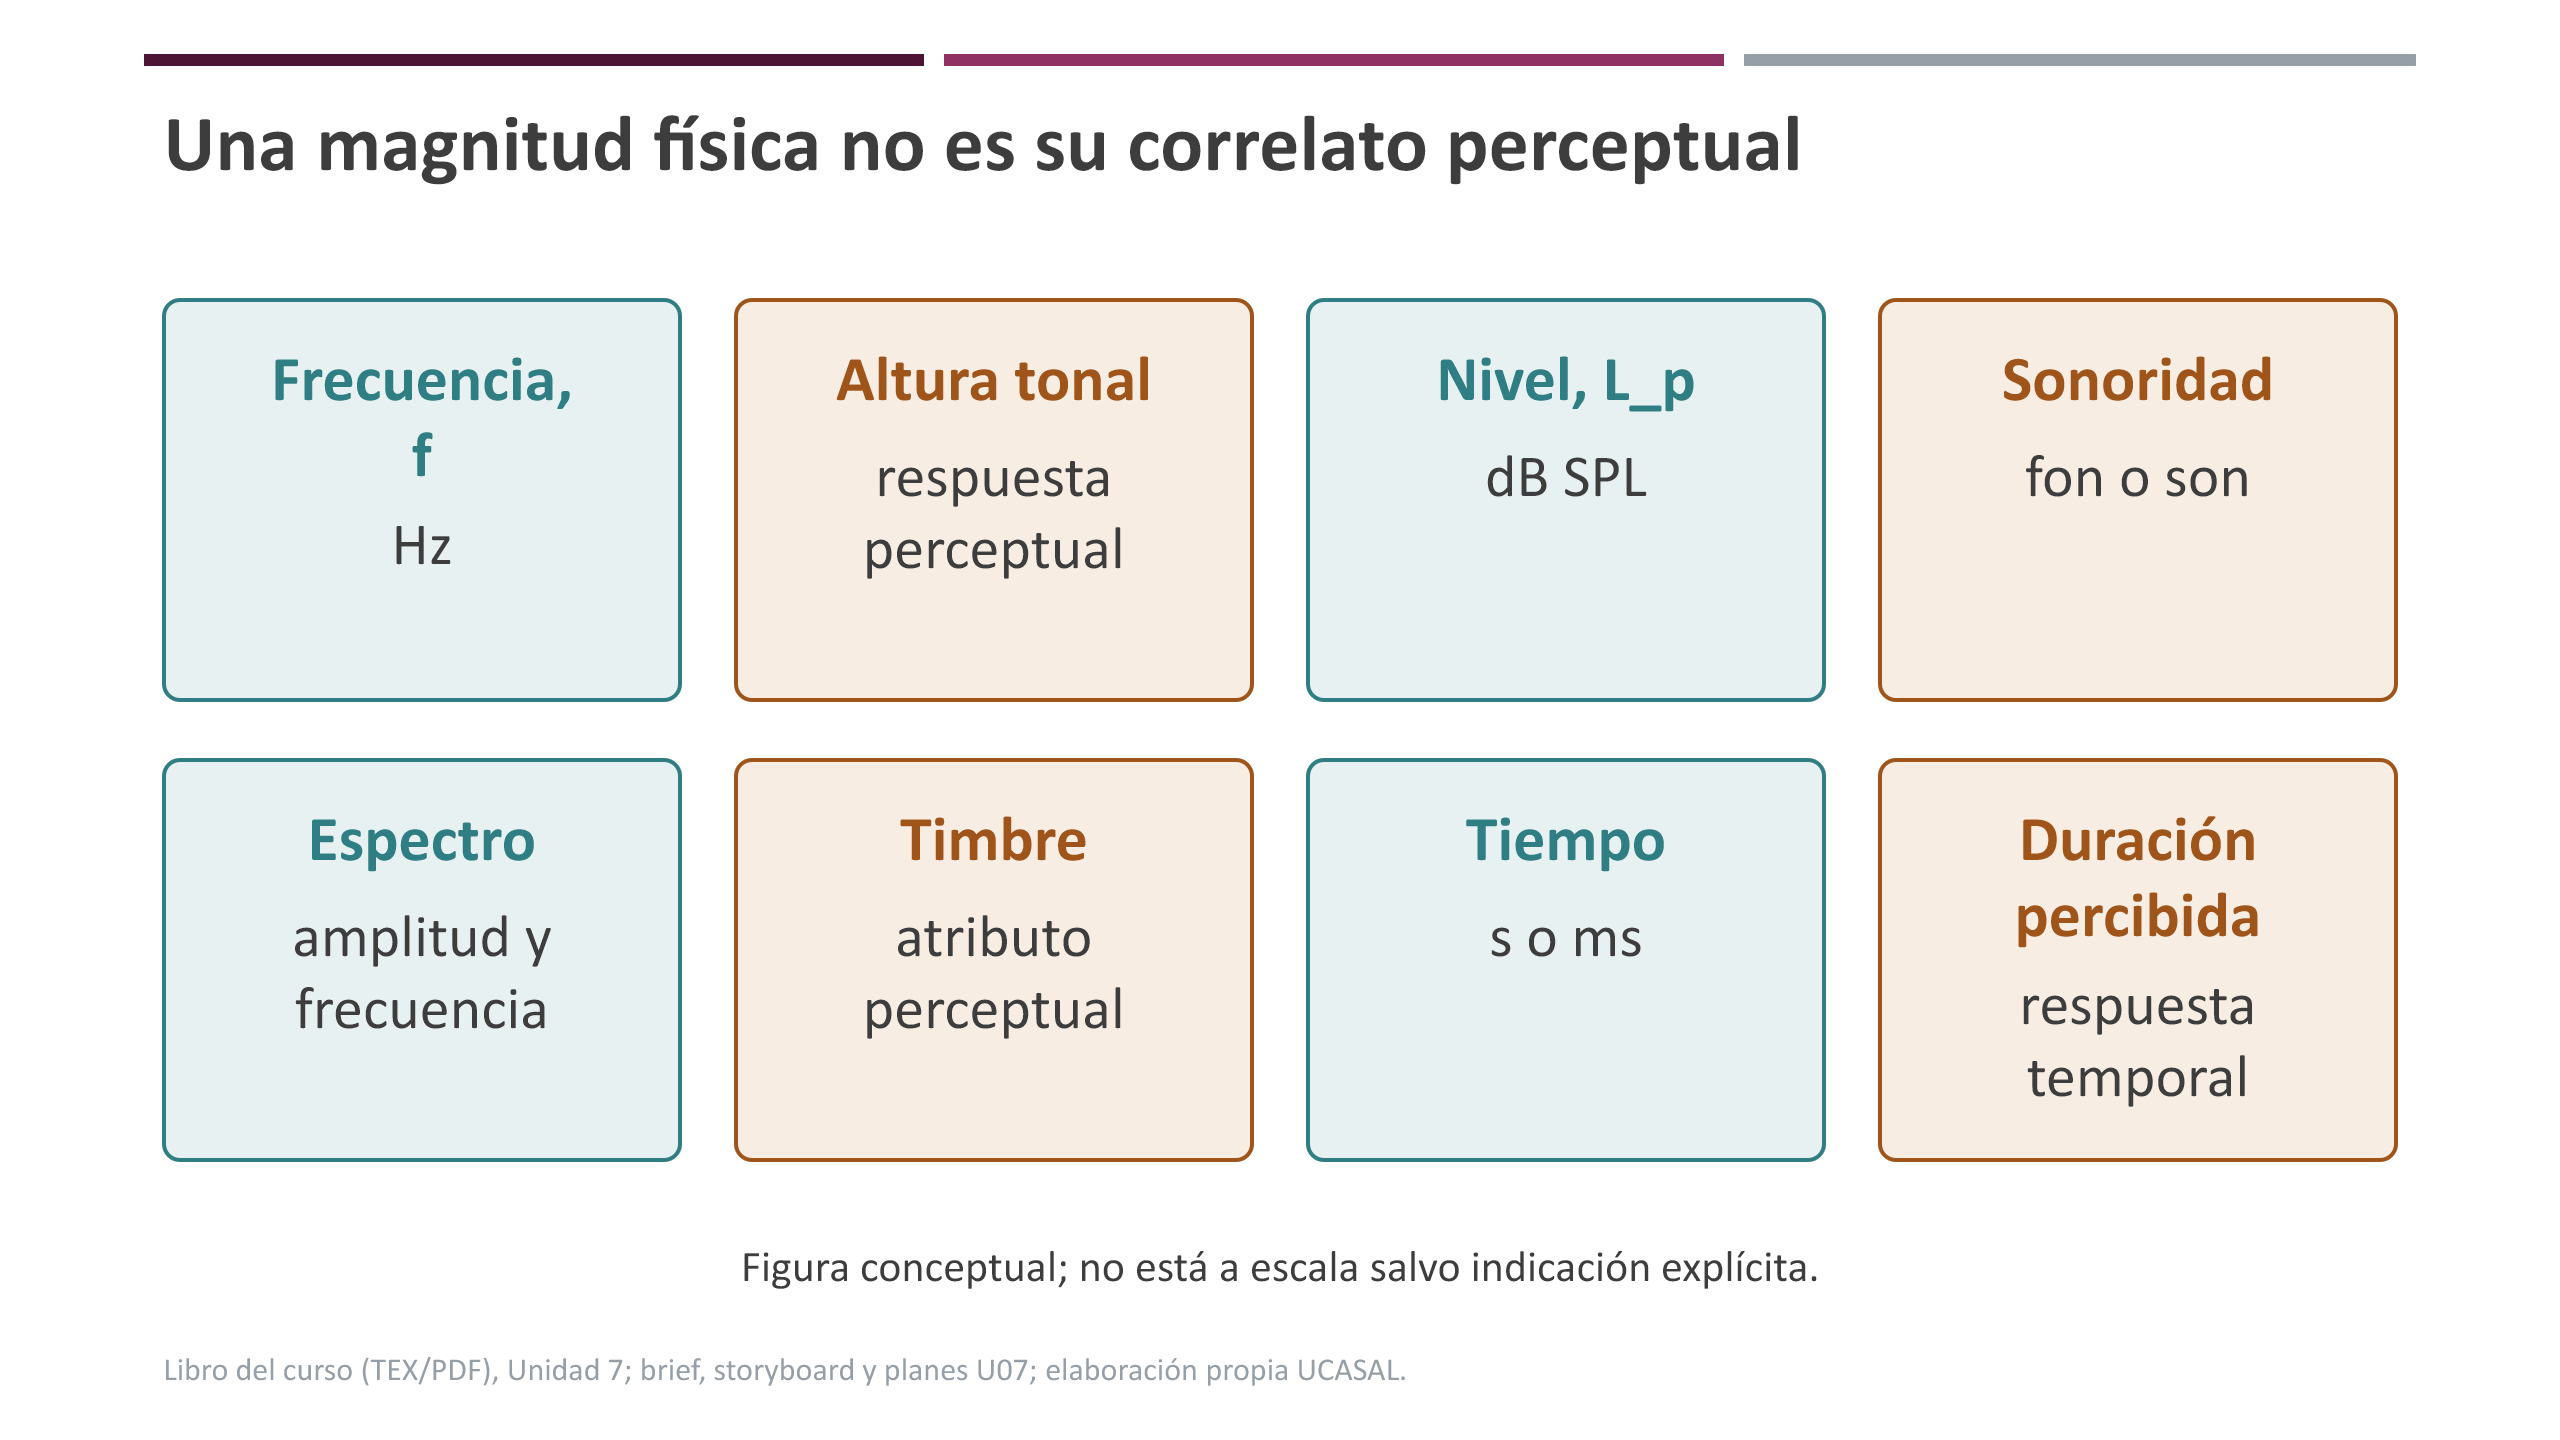 Una magnitud física no es su correlato perceptual
Frecuencia,
f
Hz
Altura tonal
respuesta
perceptual
Nivel, L_p
dB SPL
Sonoridad
fon o son
Espectro
amplitud y
frecuencia
Timbre
atributo
perceptual
Tiempo
s o ms
Duración
percibida
respuesta
temporal
Figura conceptual; no está a escala salvo indicación explícita.
Libro del curso (TEX/PDF), Unidad 7; brief, storyboard y planes U07; elaboración propia UCASAL.